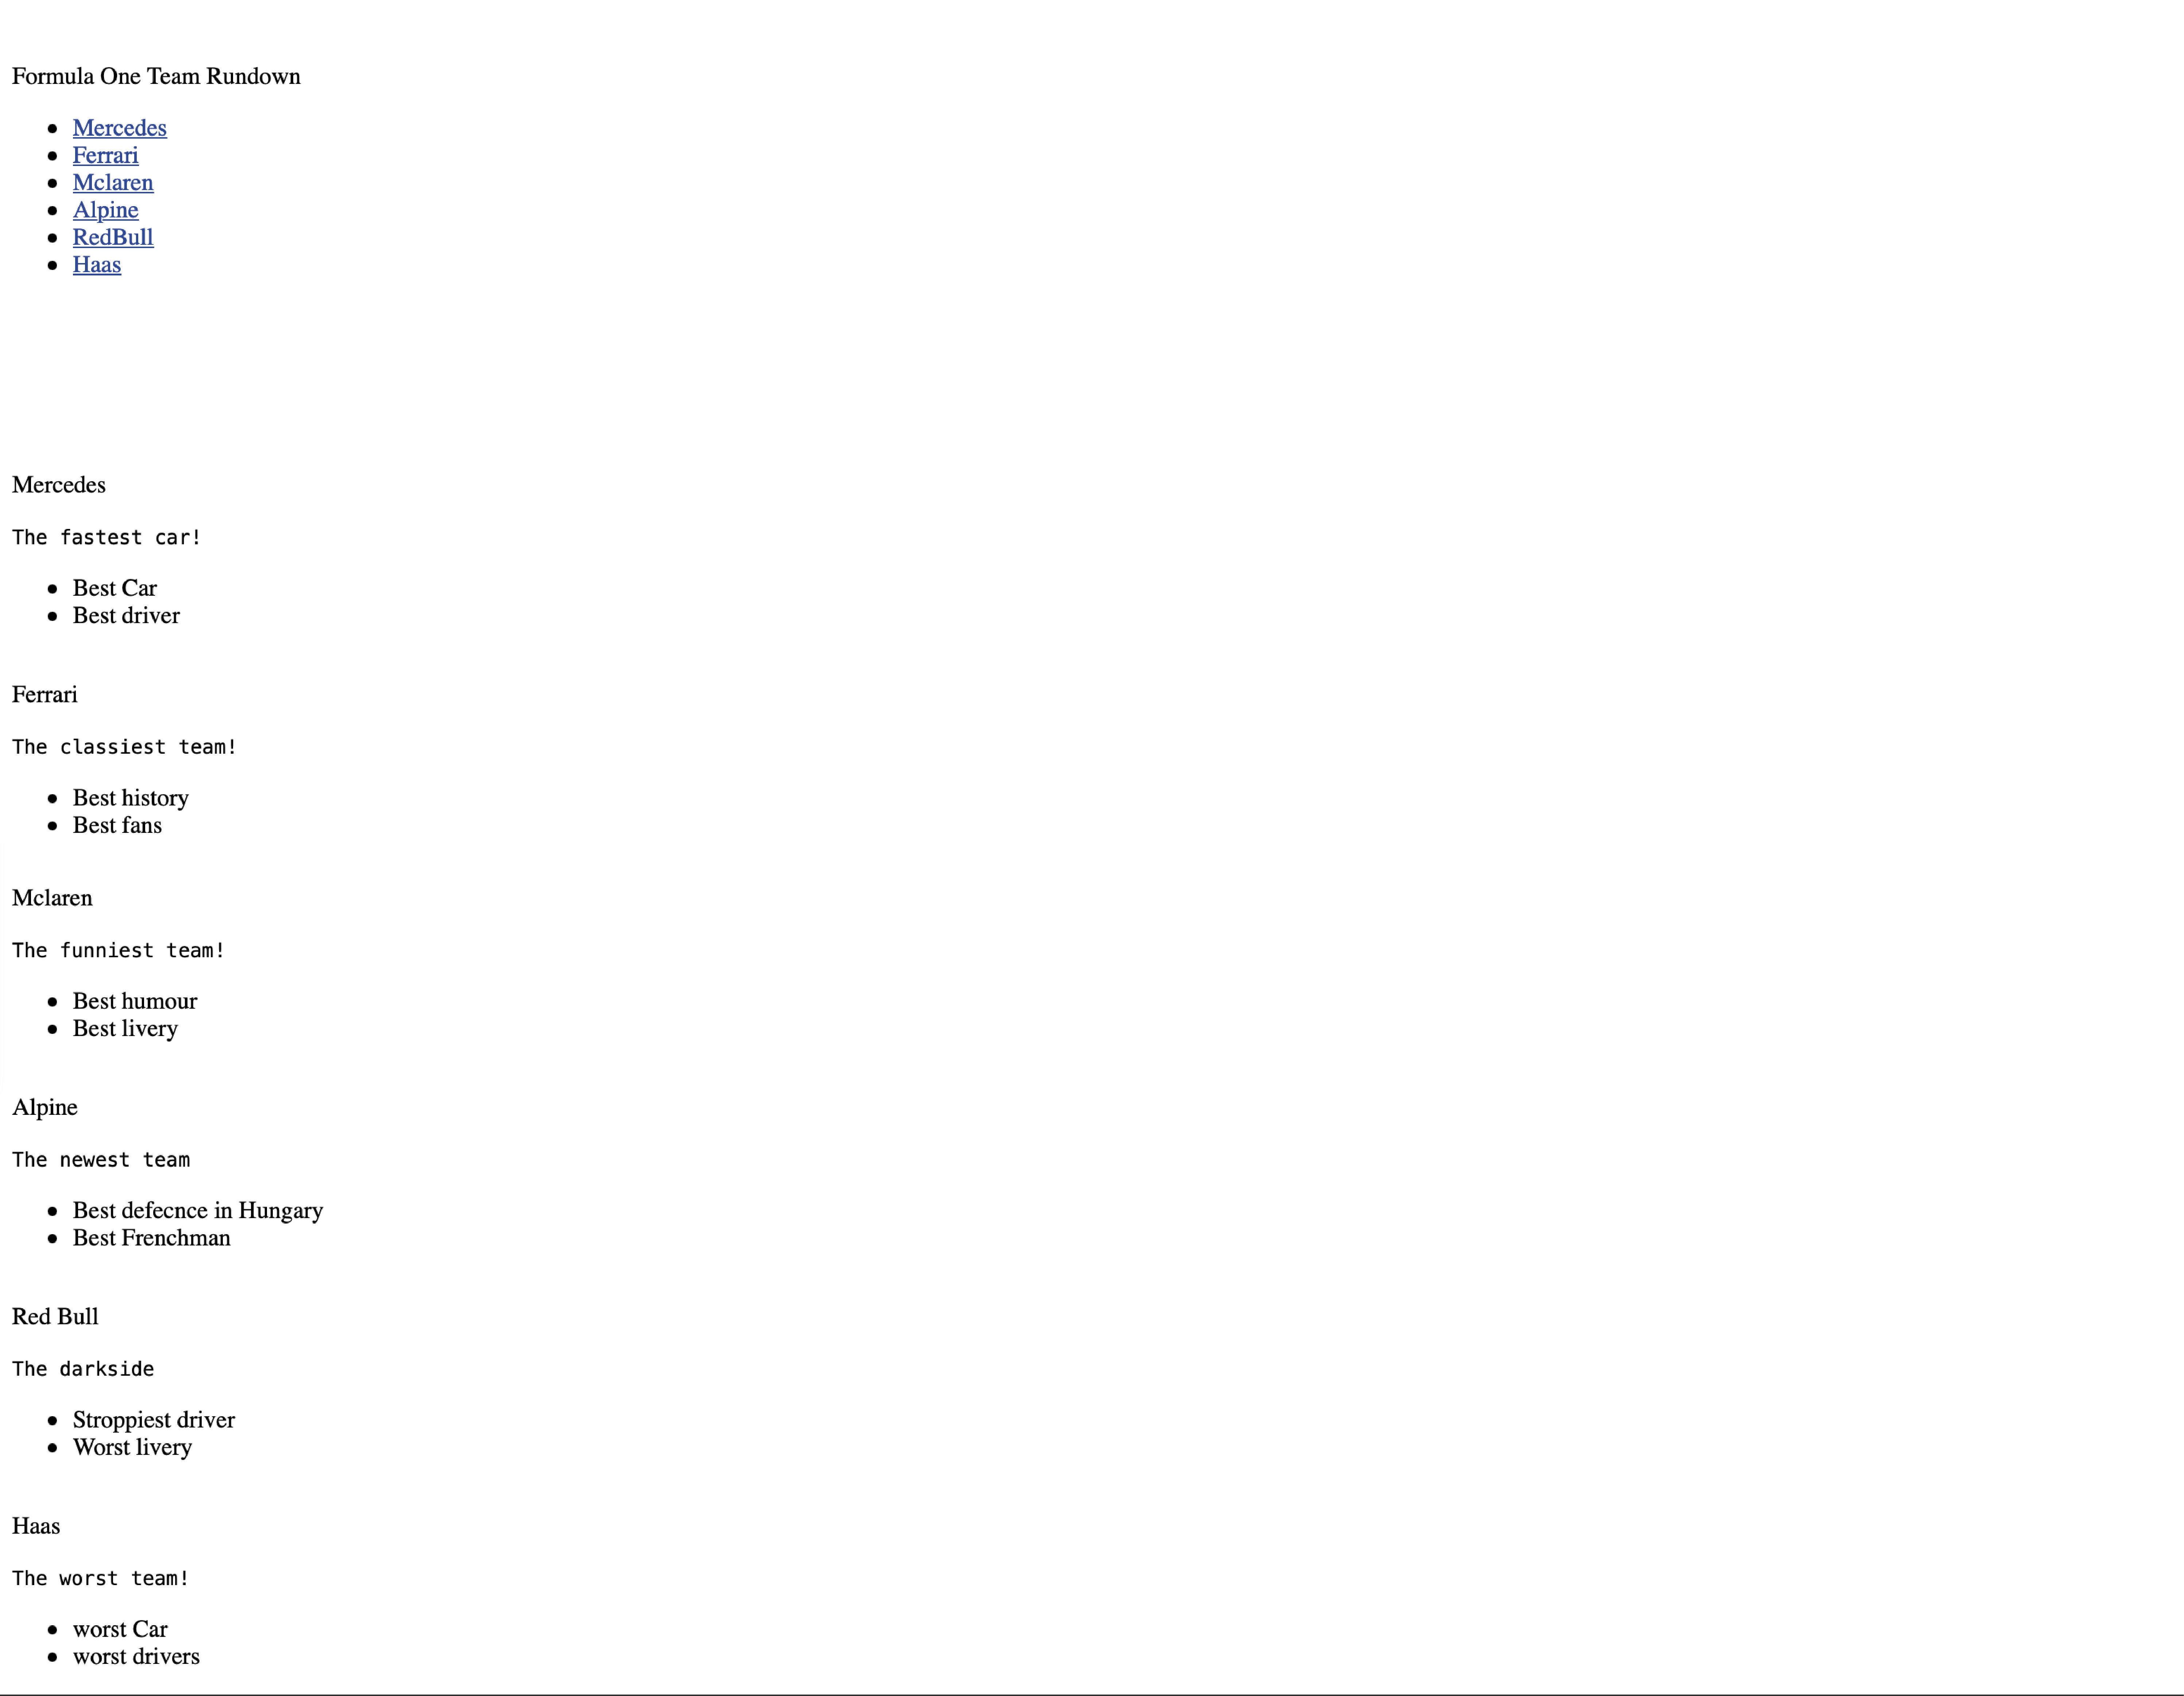 Formula One Team Rundown
Mercedes
Ferrari
Mclaren
Alpine
RedBull
Haas
Mercedes
The fastest car!
Best Car
Best driver
Ferrari
The classiest team!
Best history
Best fans
Mclaren
The funniest team!
Best humour
Best livery
Alpine
The newest team
Best defecnce in Hungary
Best Frenchman
Red Bull
The darkside
Stroppiest driver
Worst livery
Haas
The worst team!
worst Car
worst drivers